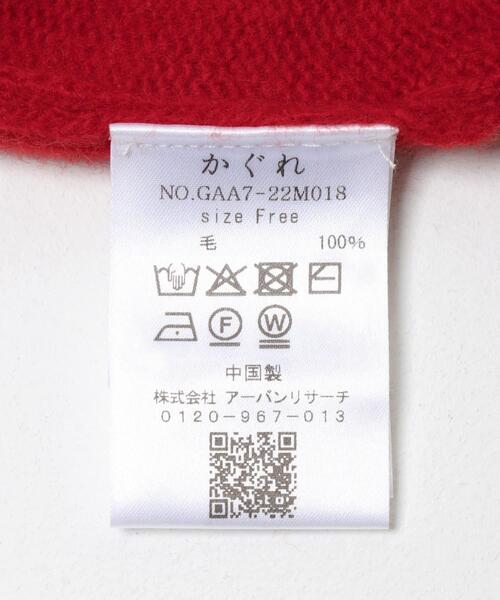 かぐれ
NO.GAA7-22M018
size Free
毛 100%
F W
中国製
株式会社 アーバンリサーチ
0120-967-013